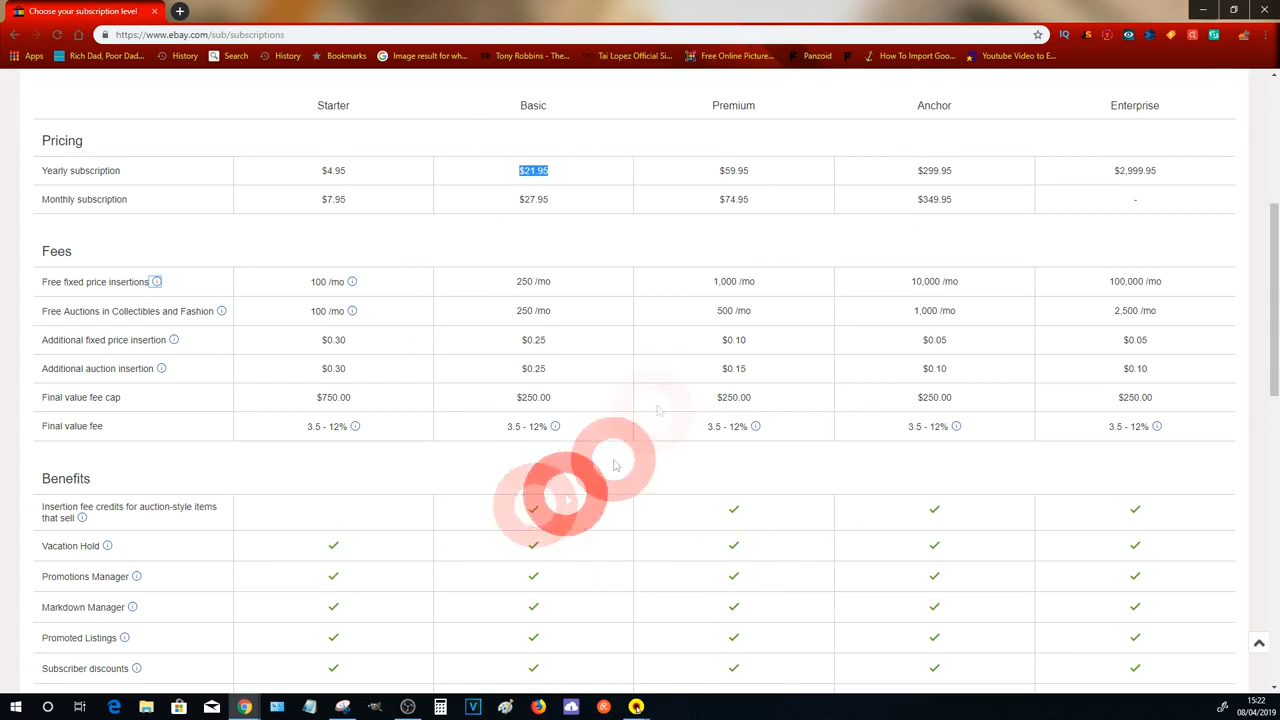 Choose your subscription level
https://www.ebay.com/sub/subscriptions
Apps Rich Dad, Poor Dad... History Search History Bookmarks Image result for wh... Tony Robbins - The... Tai Lopez Official Si... Free Online Picture... Panzoid How To Import Goo... Youtube Video to E...
Starter Basic Premium Anchor Enterprise
Pricing
Yearly subscription $4.95 $21.95 $59.95 $299.95 $2,999.95
Monthly subscription $7.95 $27.95 $74.95 $349.95 -
Fees
Free fixed price insertions 100 /mo 250 /mo 1,000 /mo 10,000 /mo 100,000 /mo
Free Auctions in Collectibles and Fashion 100 /mo 250 /mo 500 /mo 1,000 /mo 2,500 /mo
Additional fixed price insertion $0.30 $0.25 $0.10 $0.05 $0.05
Additional auction insertion $0.30 $0.25 $0.15 $0.10 $0.10
Final value fee cap $750.00 $250.00 $250.00 $250.00 $250.00
Final value fee 3.5 - 12% 3.5 - 12% 3.5 - 12% 3.5 - 12% 3.5 - 12%
Benefits
Insertion fee credits for auction-style items
that sell
Vacation Hold
Promotions Manager
Markdown Manager
Promoted Listings
Subscriber discounts
15:22
08/04/2019